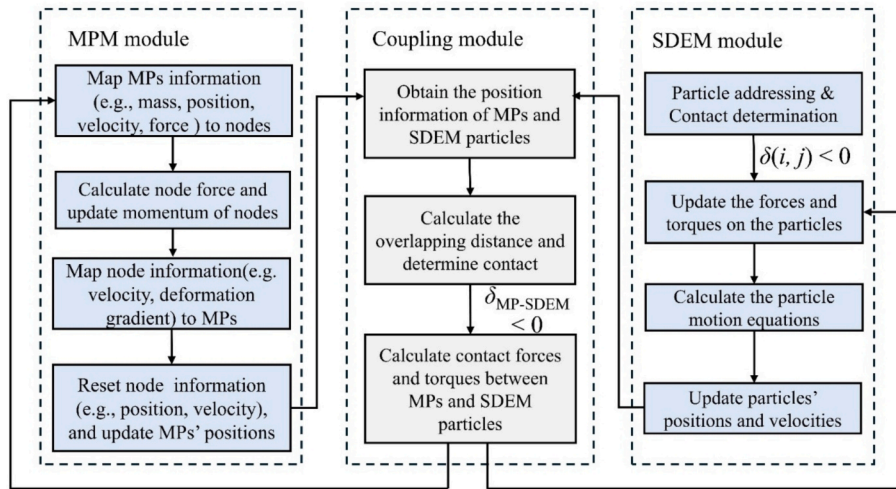 MPM module
Map MPs information
(e.g., mass, position,
velocity, force ) to nodes
Calculate node force and
update momentum of nodes
Map node information(e.g.
velocity, deformation
gradient) to MPs
Reset node information
(e.g., position, velocity),
and update MPs' positions
Coupling module
Obtain the position
information of MPs and
SDEM particles
Calculate the
overlapping distance and
determine contact
δMP-SDEM
< 0
Calculate contact forces
and torques between
MPs and SDEM
particles
SDEM module
Particle addressing &
Contact determination
δ(i, j) < 0
Update the forces and
torques on the particles
Calculate the particle
motion equations
Update particles'
positions and velocities